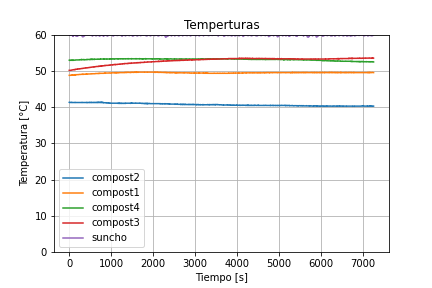 Temperturas
Temperatura [°C]
60
50
40
30
20
10
0
compost2
compost1
compost4
compost3
suncho
0 1000 2000 3000 4000 5000 6000 7000
Tiempo [s]